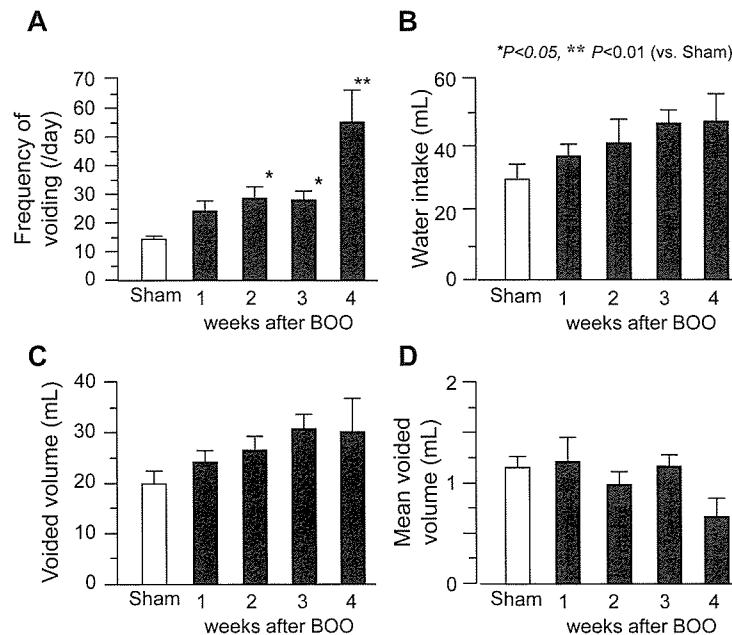 A
Frequency of
voiding (/day)
70
60
50
40
30
20
10
0
*
*
**
Sham 1 2 3 4
weeks after BOO
B
*P<0.05, ** P<0.01 (vs. Sham)
Water intake (mL)
60
40
20
0
Sham 1 2 3 4
weeks after BOO
C
Voided volume (mL)
40
30
20
10
0
Sham 1 2 3 4
weeks after BOO
D
Mean voided
volume (mL)
2
1
0
Sham 1 2 3 4
weeks after BOO